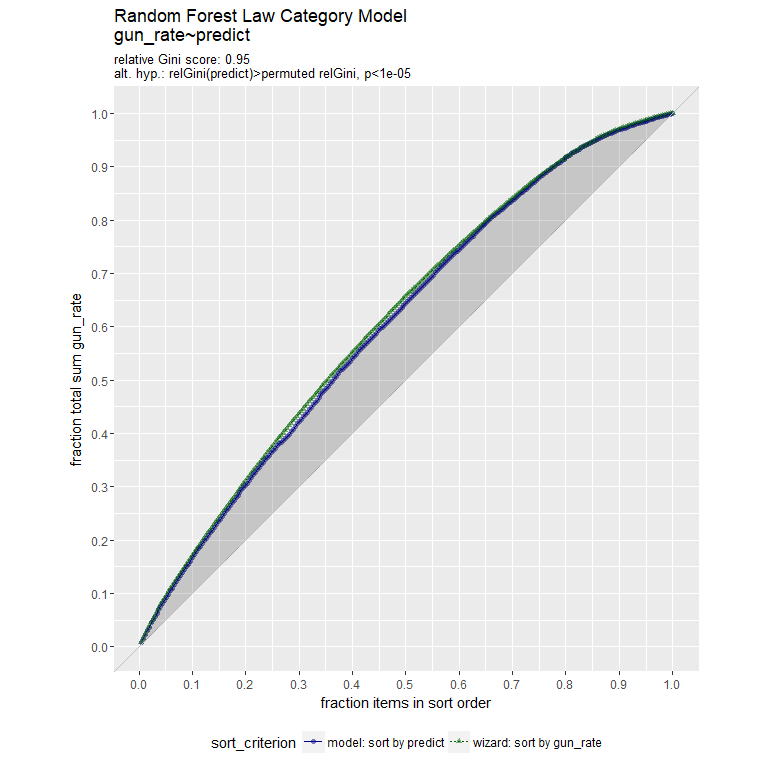 Random Forest Law Category Model
gun_rate~predict
relative Gini score: 0.95
alt. hyp.: relGini(predict)>permuted relGini, p<1e-05
fraction total sum gun_rate
1.0
0.9
0.8
0.7
0.6
0.5
0.4
0.3
0.2
0.1
0.0
0.0 0.1 0.2 0.3 0.4 0.5 0.6 0.7 0.8 0.9 1.0
fraction items in sort order
sort_criterion model: sort by predict wizard: sort by gun_rate